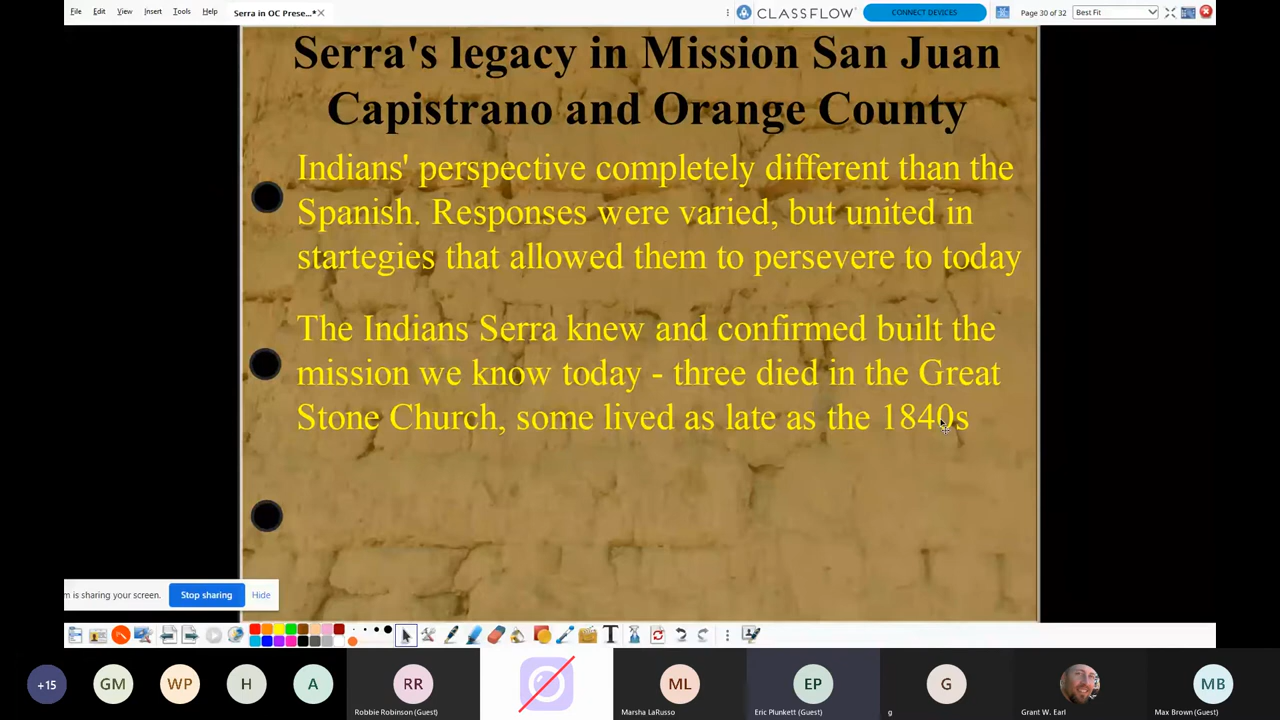 File Edit View Insert Tools Help Serra in OC Prese...* CLASSFLOW CONNECT DEVICES Page 30 of 32 Best Fit
Serra's legacy in Mission San Juan
Capistrano and Orange County
Indians' perspective completely different than the
Spanish. Responses were varied, but united in
startegies that allowed them to persevere to today
The Indians Serra knew and confirmed built the
mission we know today - three died in the Great
Stone Church, some lived as late as the 1840s
m is sharing your screen. Stop sharing Hide
T
+15 GM WP H A RR ML EP G MB
Robbie Robinson (Guest) Marsha LaRusso Eric Plunkett (Guest) g Grant W. Earl Max Brown (Guest)